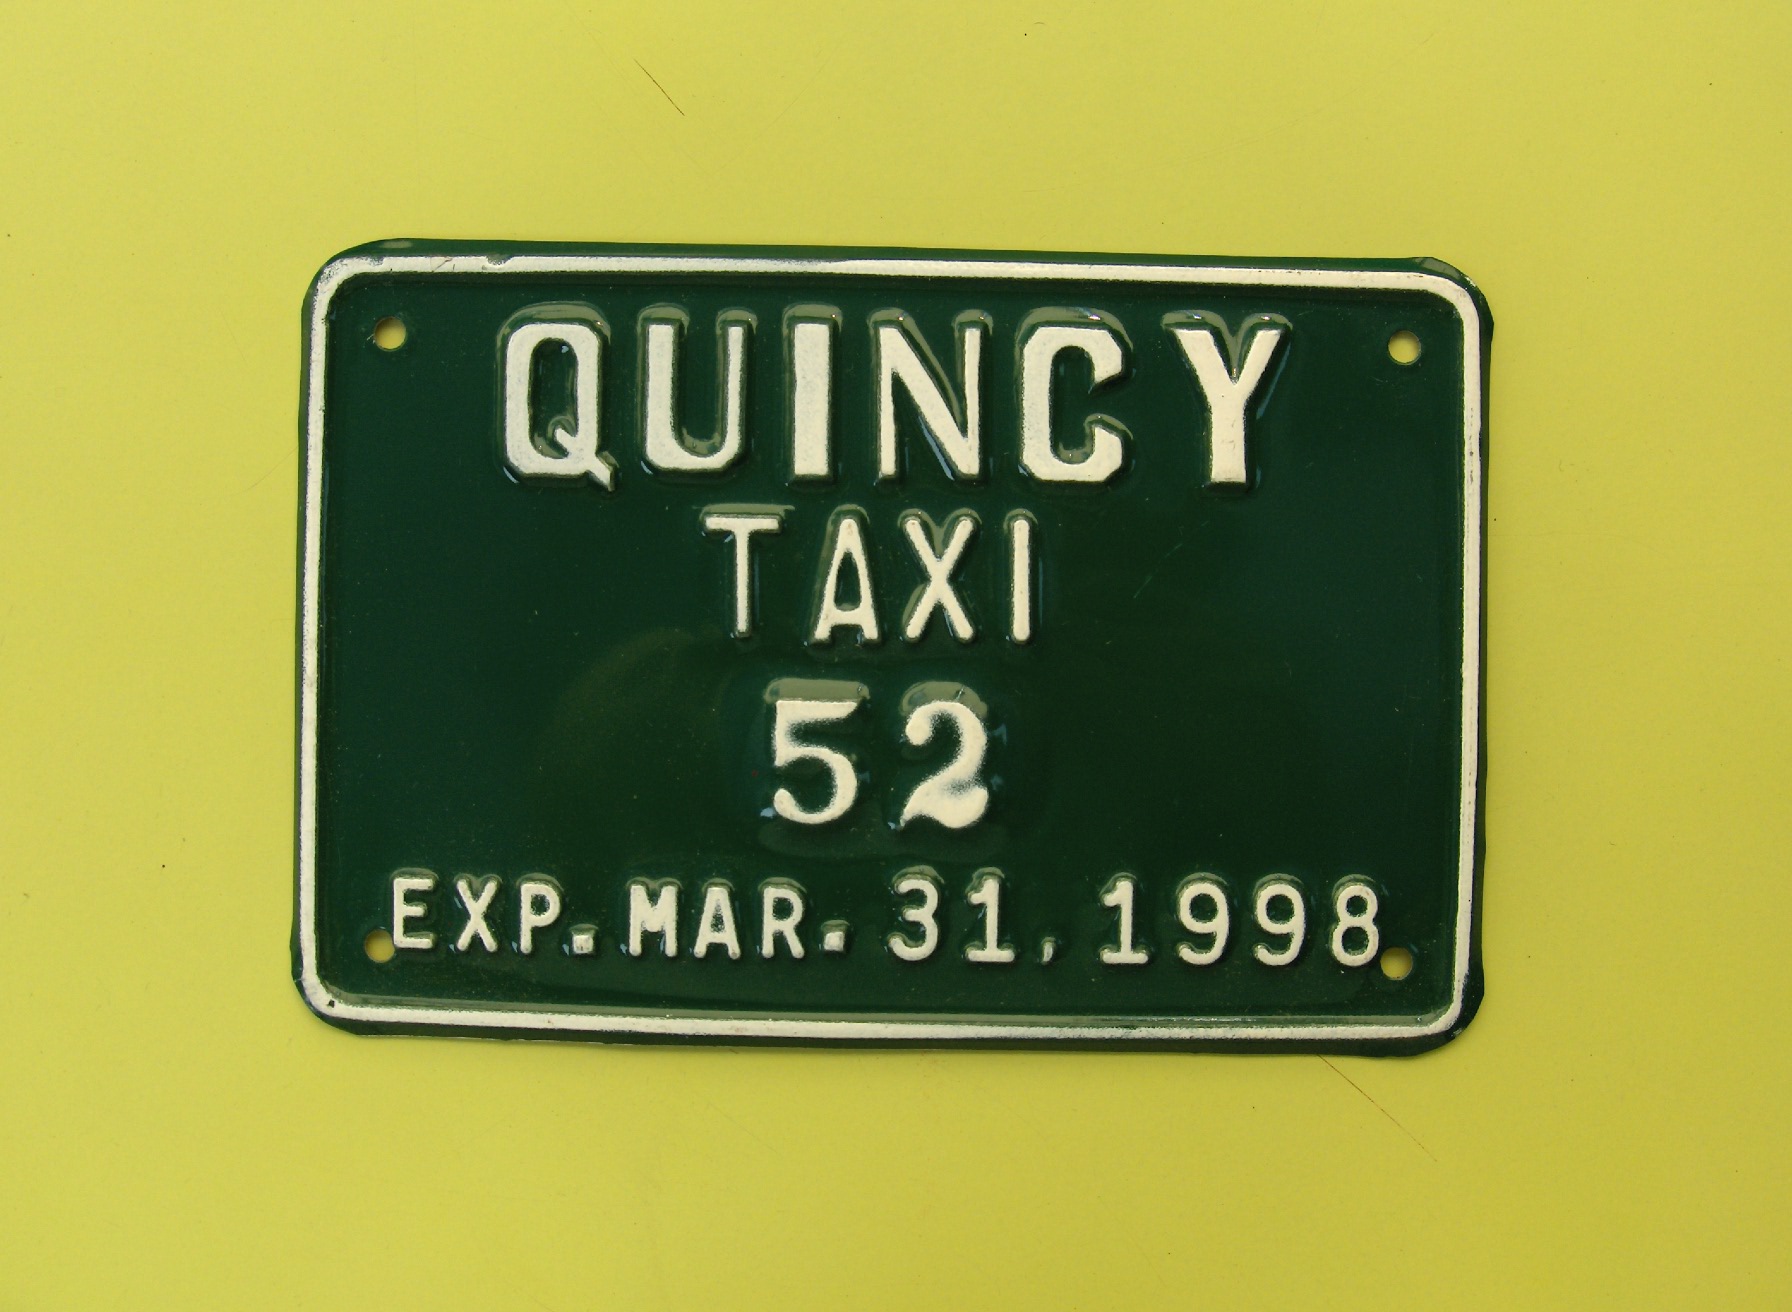 QUINCY
TAXI
52
EXP. MAR. 31, 1998